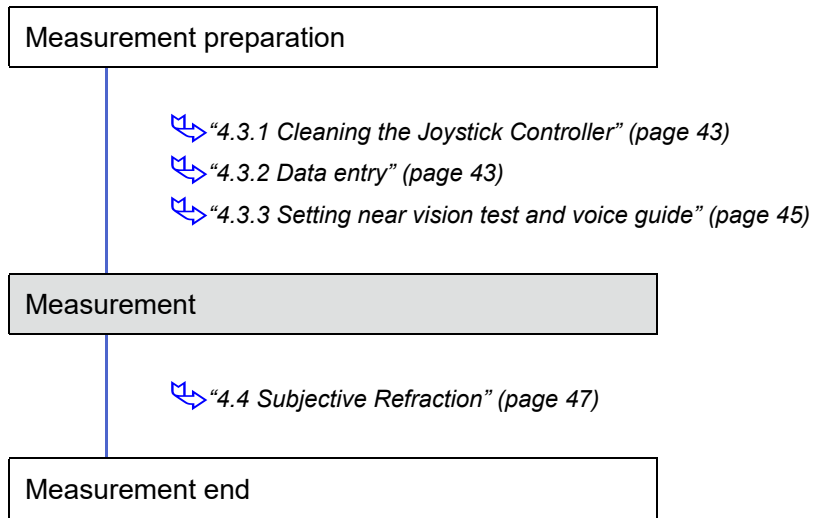 Measurement preparation
“4.3.1 Cleaning the Joystick Controller” (page 43)
“4.3.2 Data entry” (page 43)
“4.3.3 Setting near vision test and voice guide” (page 45)
Measurement
“4.4 Subjective Refraction” (page 47)
Measurement end